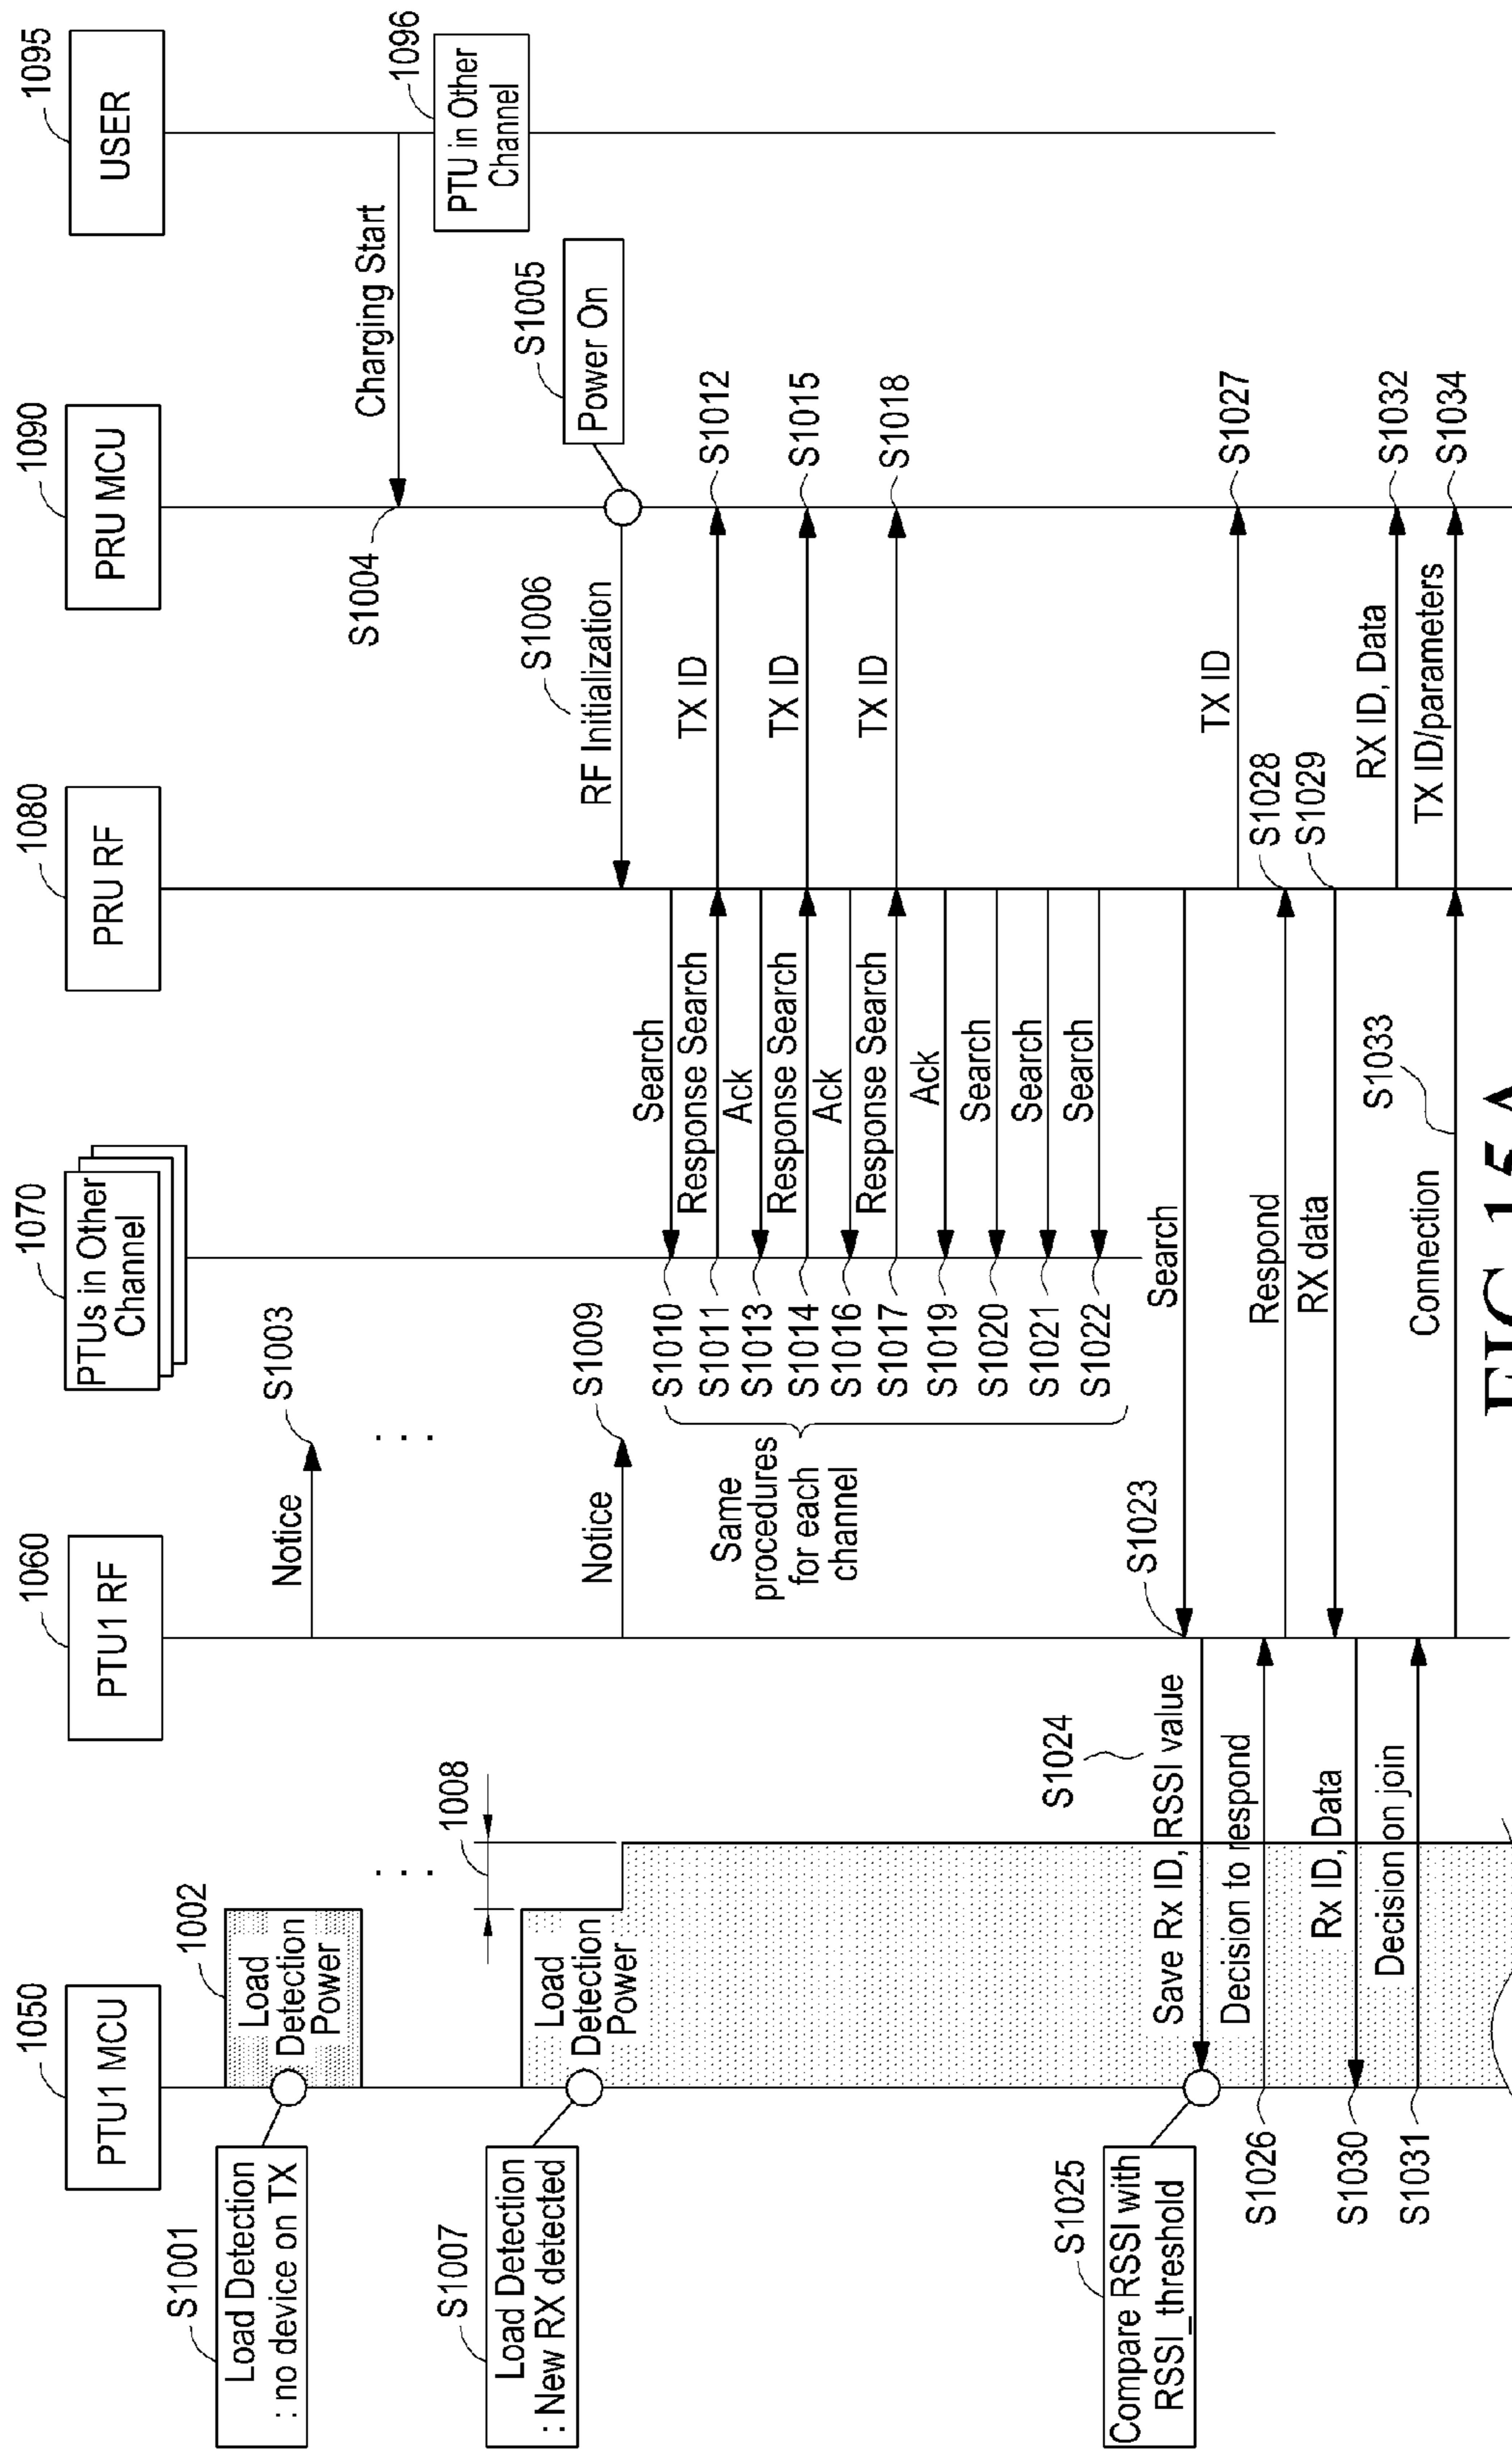 1050
PTU1 MCU
1060
PTU1 RF
1070
PTUs in Other
Channel
1080
PRU RF
1090
PRU MCU
1095
USER
S1001
Load Detection
: no device on TX
1002
Load
Detection
Power
Notice
S1003
. . .
. . .
S1004
Charging Start
1096
PTU in Other
Channel
S1005
Power On
S1006
RF Initialization
S1007
Load Detection
: New RX detected
Load
Detection
Power
1008
Notice
S1009
Same
procedures
for each
channel
S1010
Search
S1011
Response Search
TX ID
S1012
S1013
Ack
S1014
Response Search
TX ID
S1015
S1016
Ack
S1017
Response Search
TX ID
S1018
S1019
Ack
S1020
Search
S1021
Search
S1022
Search
S1023
Search
S1024
Save Rx ID, RSSI value
S1025
Compare RSSI with
RSSI_threshold
S1026
Decision to respond
TX ID
S1027
Respond
S1028
RX data
S1029
S1030
Rx ID, Data
S1031
Decision on join
RX ID, Data
S1032
Connection
S1033
TX ID/parameters
S1034